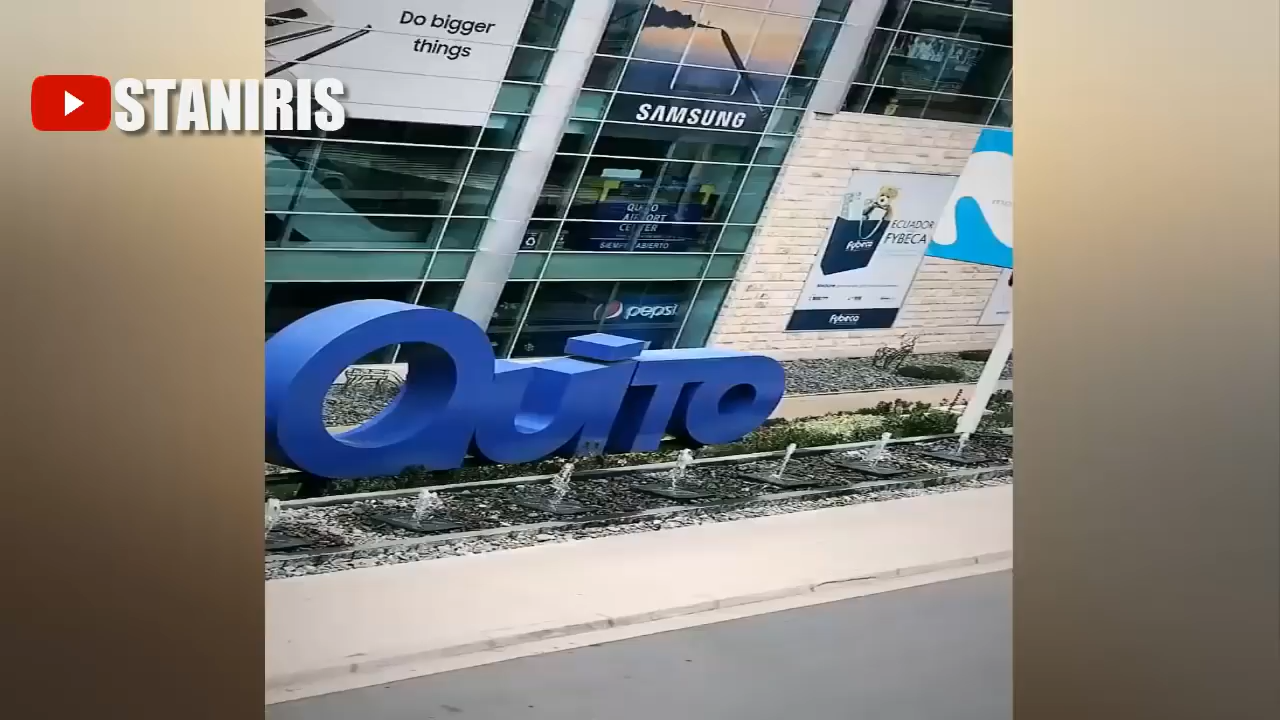 STANIRIS
Do bigger
things
SAMSUNG
QUITO
AIRPORT
CENTER
SIEMPRE ABIERTO
pepsi
ECUADOR
FYBECA
Fybeca
Fybeca
QUiTO